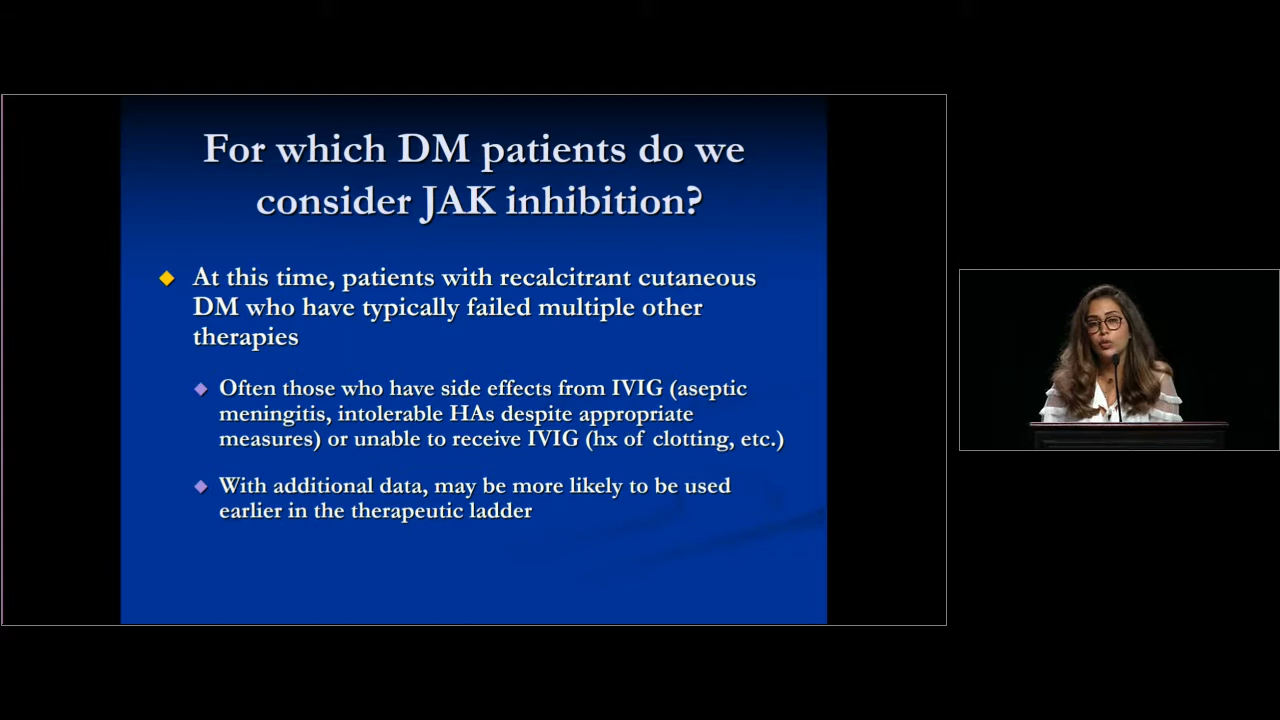 For which DM patients do we
consider JAK inhibition?
At this time, patients with recalcitrant cutaneous
DM who have typically failed multiple other
therapies
Often those who have side effects from IVIG (aseptic
meningitis, intolerable HAs despite appropriate
measures) or unable to receive IVIG (hx of clotting, etc.)
With additional data, may be more likely to be used
earlier in the therapeutic ladder